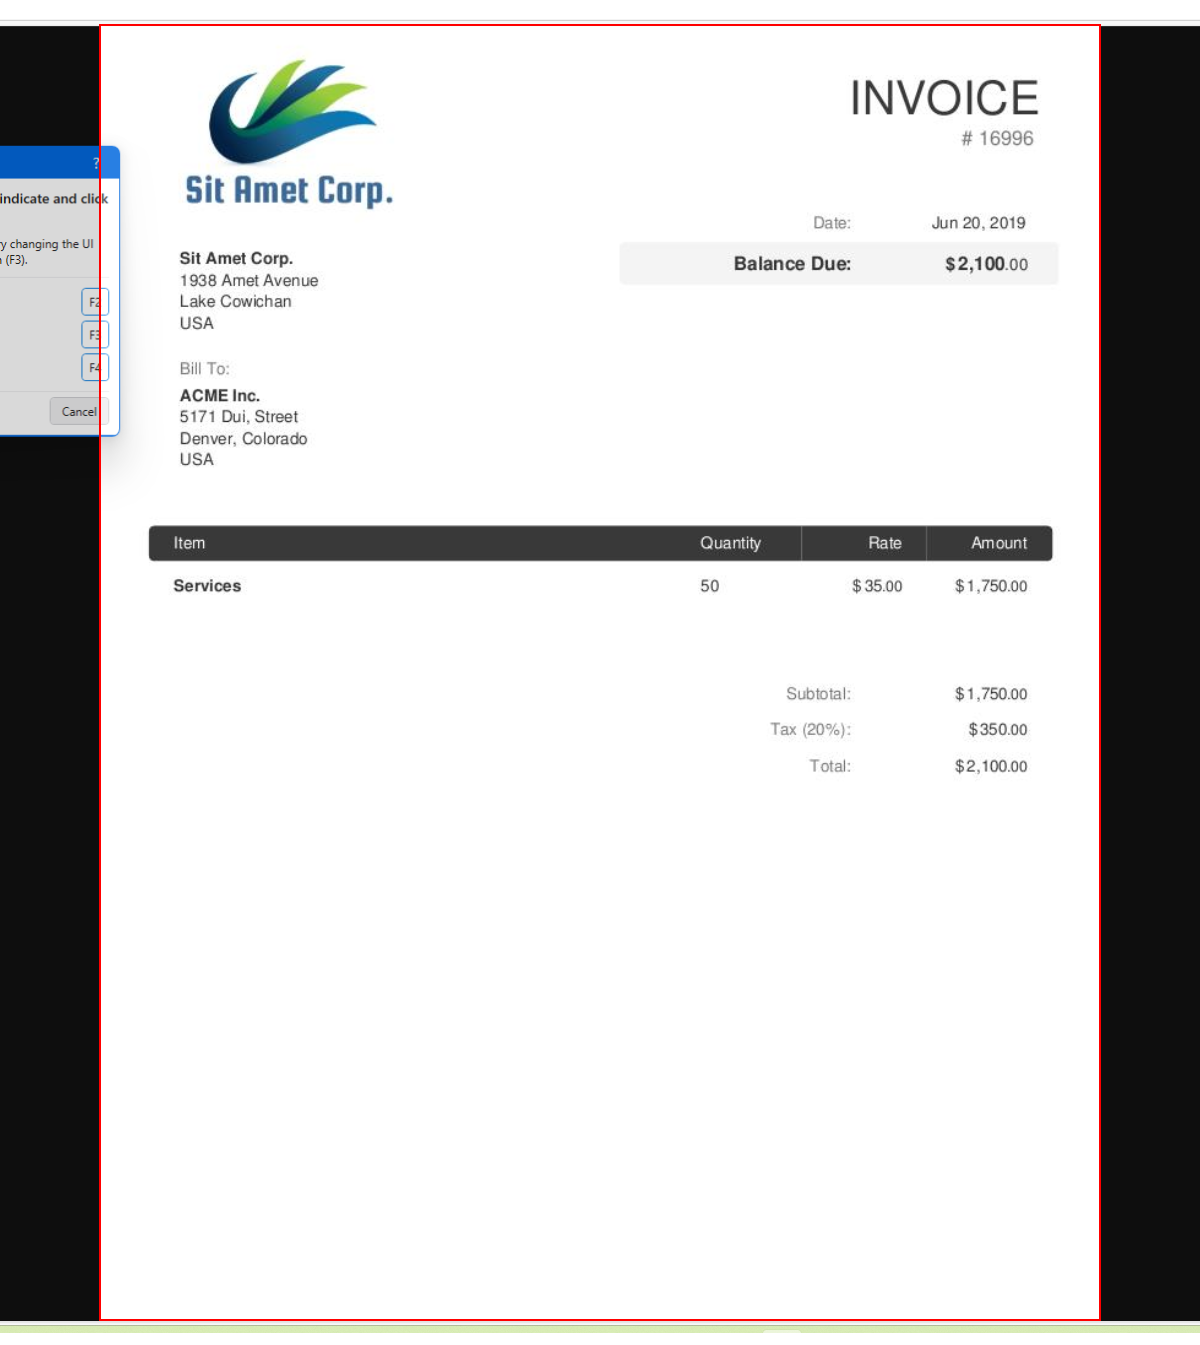 ?
indicate and click
y changing the UI
(F3).
F2
F3
F4
Cancel
Sit Amet Corp.
INVOICE
# 16996
Date: Jun 20, 2019
Balance Due: $2,100.00
Sit Amet Corp.
1938 Amet Avenue
Lake Cowichan
USA
Bill To:
ACME Inc.
5171 Dui, Street
Denver, Colorado
USA
Item Quantity Rate Amount
Services 50 $35.00 $1,750.00
Subtotal: $1,750.00
Tax (20%): $350.00
Total: $2,100.00